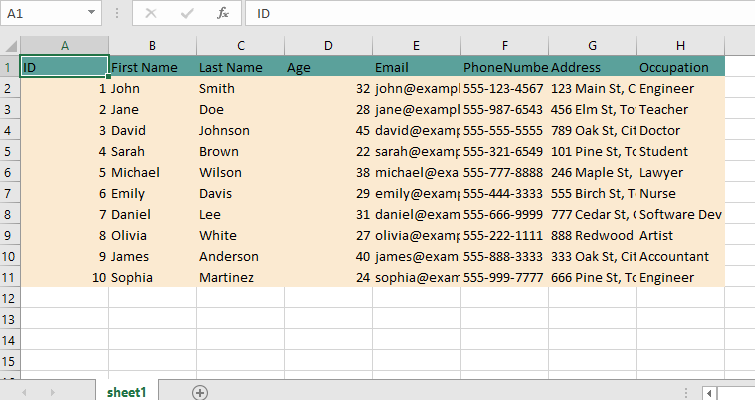 A1 fx ID
A B C D E F G H
1 ID First Name Last Name Age Email PhoneNumbe Address Occupation
2 1 John Smith 32 john@exampl 555-123-4567 123 Main St, C Engineer
3 2 Jane Doe 28 jane@exampl 555-987-6543 456 Elm St, To Teacher
4 3 David Johnson 45 david@exam 555-555-5555 789 Oak St, Cit Doctor
5 4 Sarah Brown 22 sarah@exam 555-321-6549 101 Pine St, To Student
6 5 Michael Wilson 38 michael@exa 555-777-8888 246 Maple St, Lawyer
7 6 Emily Davis 29 emily@examp 555-444-3333 555 Birch St, T Nurse
8 7 Daniel Lee 31 daniel@exam 555-666-9999 777 Cedar St, Software Dev
9 8 Olivia White 27 olivia@exam 555-222-1111 888 Redwood Artist
10 9 James Anderson 40 james@exam 555-888-3333 333 Oak St, Cit Accountant
11 10 Sophia Martinez 24 sophia@exam 555-999-7777 666 Pine St, To Engineer
12
13
14
15
sheet1